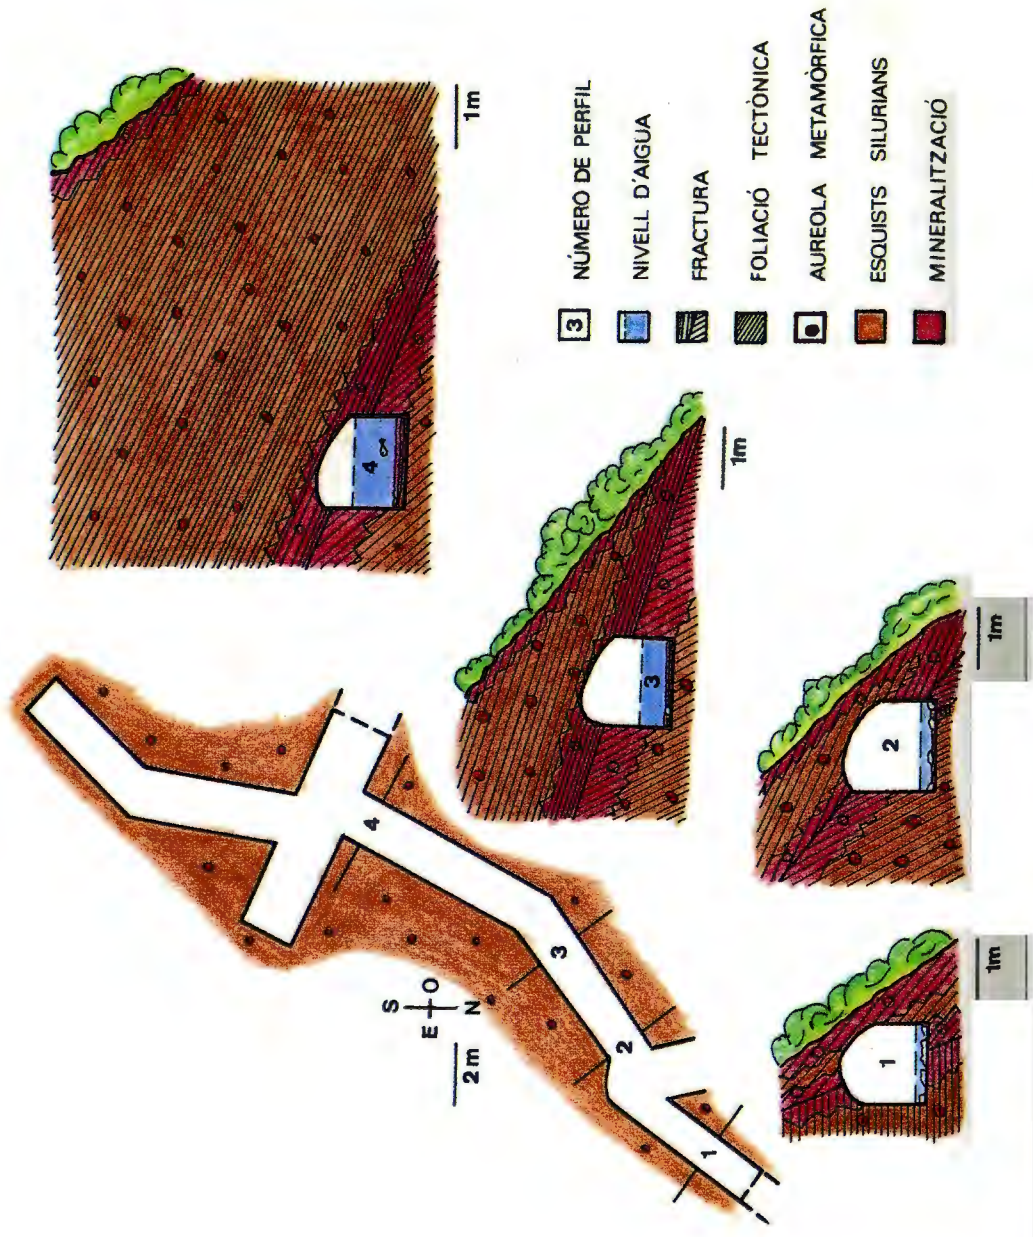 1m
3 NÚMERO DE PERFIL
NIVELL D'AIGUA
FRACTURA
FOLIACIÓ TECTÒNICA
AUREOLA METAMÒRFICA
ESQUISTS SILURIANS
MINERALITZACIÓ
4
1m
3
1m
2
1m
1
1m
4
3
2
1
S
E O
N
2m